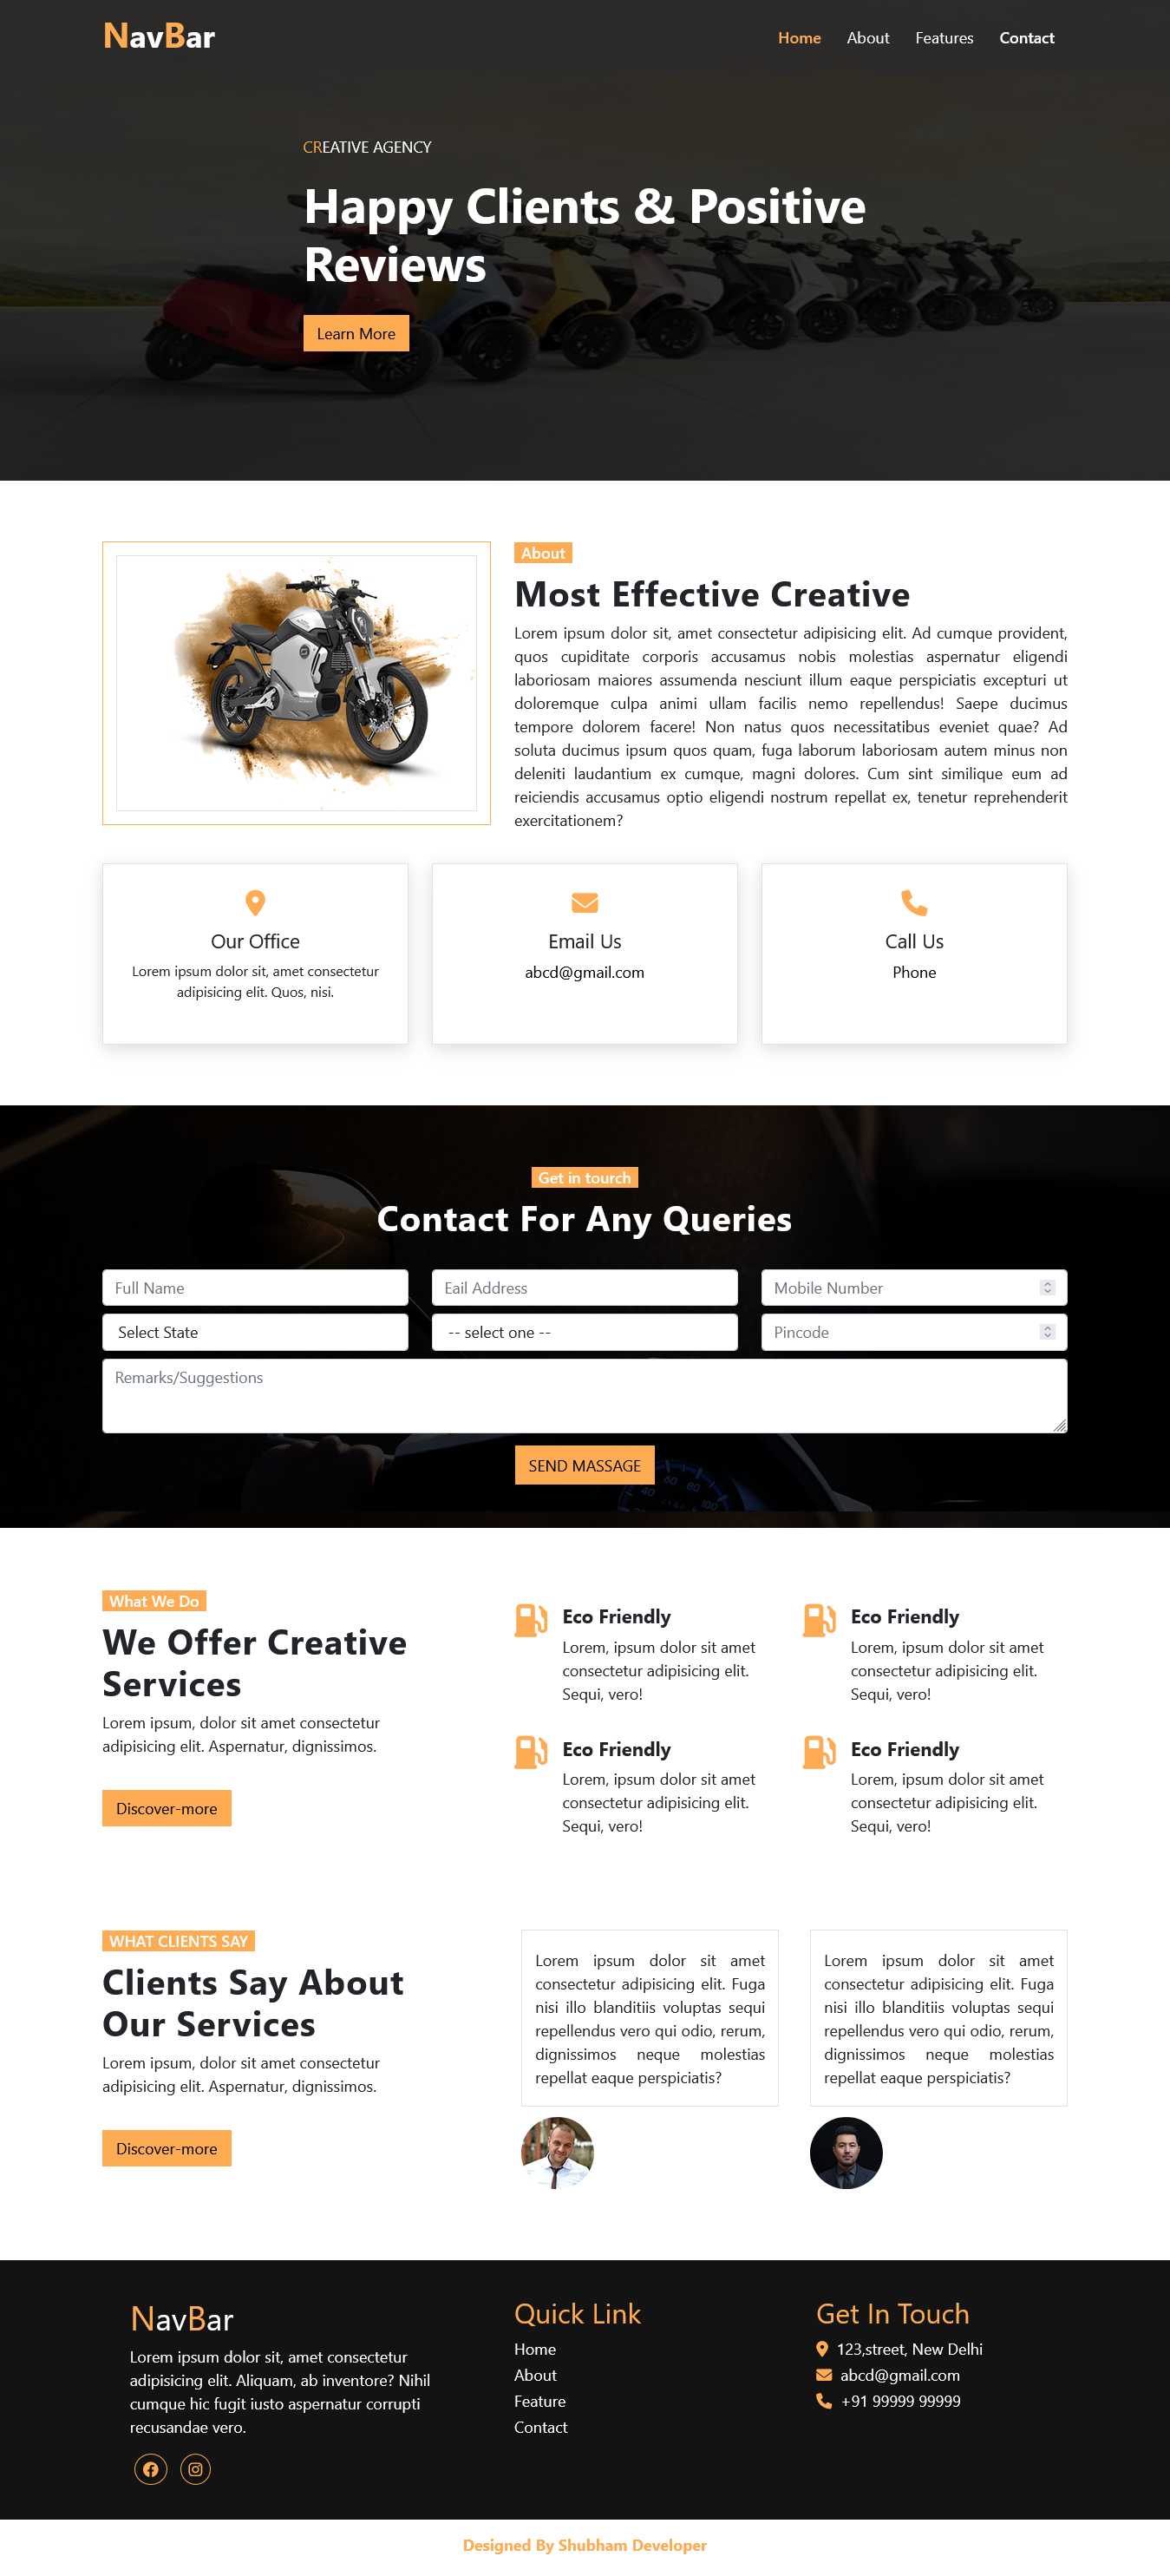 NavBar
Home About Features Contact
CREATIVE AGENCY
Happy Clients & Positive
Reviews
Learn More
About
Most Effective Creative
Lorem ipsum dolor sit, amet consectetur adipisicing elit. Ad cumque provident,
quos cupiditate corporis accusamus nobis molestias aspernatur eligendi
laboriosam maiores assumenda nesciunt illum eaque perspiciatis excepturi ut
doloremque culpa animi ullam facilis nemo repellendus! Saepe ducimus
tempore dolorem facere! Non natus quos necessitatibus eveniet quae? Ad
soluta ducimus ipsum quos quam, fuga laborum laboriosam autem minus non
deleniti laudantium ex cumque, magni dolores. Cum sint similique eum ad
reiciendis accusamus optio eligendi nostrum repellat ex, tenetur reprehenderit
exercitationem?
Our Office
Lorem ipsum dolor sit, amet consectetur
adipisicing elit. Quos, nisi.
Email Us
abcd@gmail.com
Call Us
Phone
Get in tourch
Contact For Any Queries
Full Name
Eail Address
Mobile Number
Select State
-- select one --
Pincode
Remarks/Suggestions
SEND MASSAGE
40 60 80 100
What We Do
We Offer Creative
Services
Lorem ipsum, dolor sit amet consectetur
adipisicing elit. Aspernatur, dignissimos.
Discover-more
Eco Friendly
Lorem, ipsum dolor sit amet
consectetur adipisicing elit.
Sequi, vero!
Eco Friendly
Lorem, ipsum dolor sit amet
consectetur adipisicing elit.
Sequi, vero!
Eco Friendly
Lorem, ipsum dolor sit amet
consectetur adipisicing elit.
Sequi, vero!
Eco Friendly
Lorem, ipsum dolor sit amet
consectetur adipisicing elit.
Sequi, vero!
WHAT CLIENTS SAY
Clients Say About
Our Services
Lorem ipsum, dolor sit amet consectetur
adipisicing elit. Aspernatur, dignissimos.
Discover-more
Lorem ipsum dolor sit amet
consectetur adipisicing elit. Fuga
nisi illo blanditiis voluptas sequi
repellendus vero qui odio, rerum,
dignissimos neque molestias
repellat eaque perspiciatis?
Lorem ipsum dolor sit amet
consectetur adipisicing elit. Fuga
nisi illo blanditiis voluptas sequi
repellendus vero qui odio, rerum,
dignissimos neque molestias
repellat eaque perspiciatis?
NavBar
Lorem ipsum dolor sit, amet consectetur
adipisicing elit. Aliquam, ab inventore? Nihil
cumque hic fugit iusto aspernatur corrupti
recusandae vero.
Quick Link
Home
About
Feature
Contact
Get In Touch
123,street, New Delhi
abcd@gmail.com
+91 99999 99999
Designed By Shubham Developer